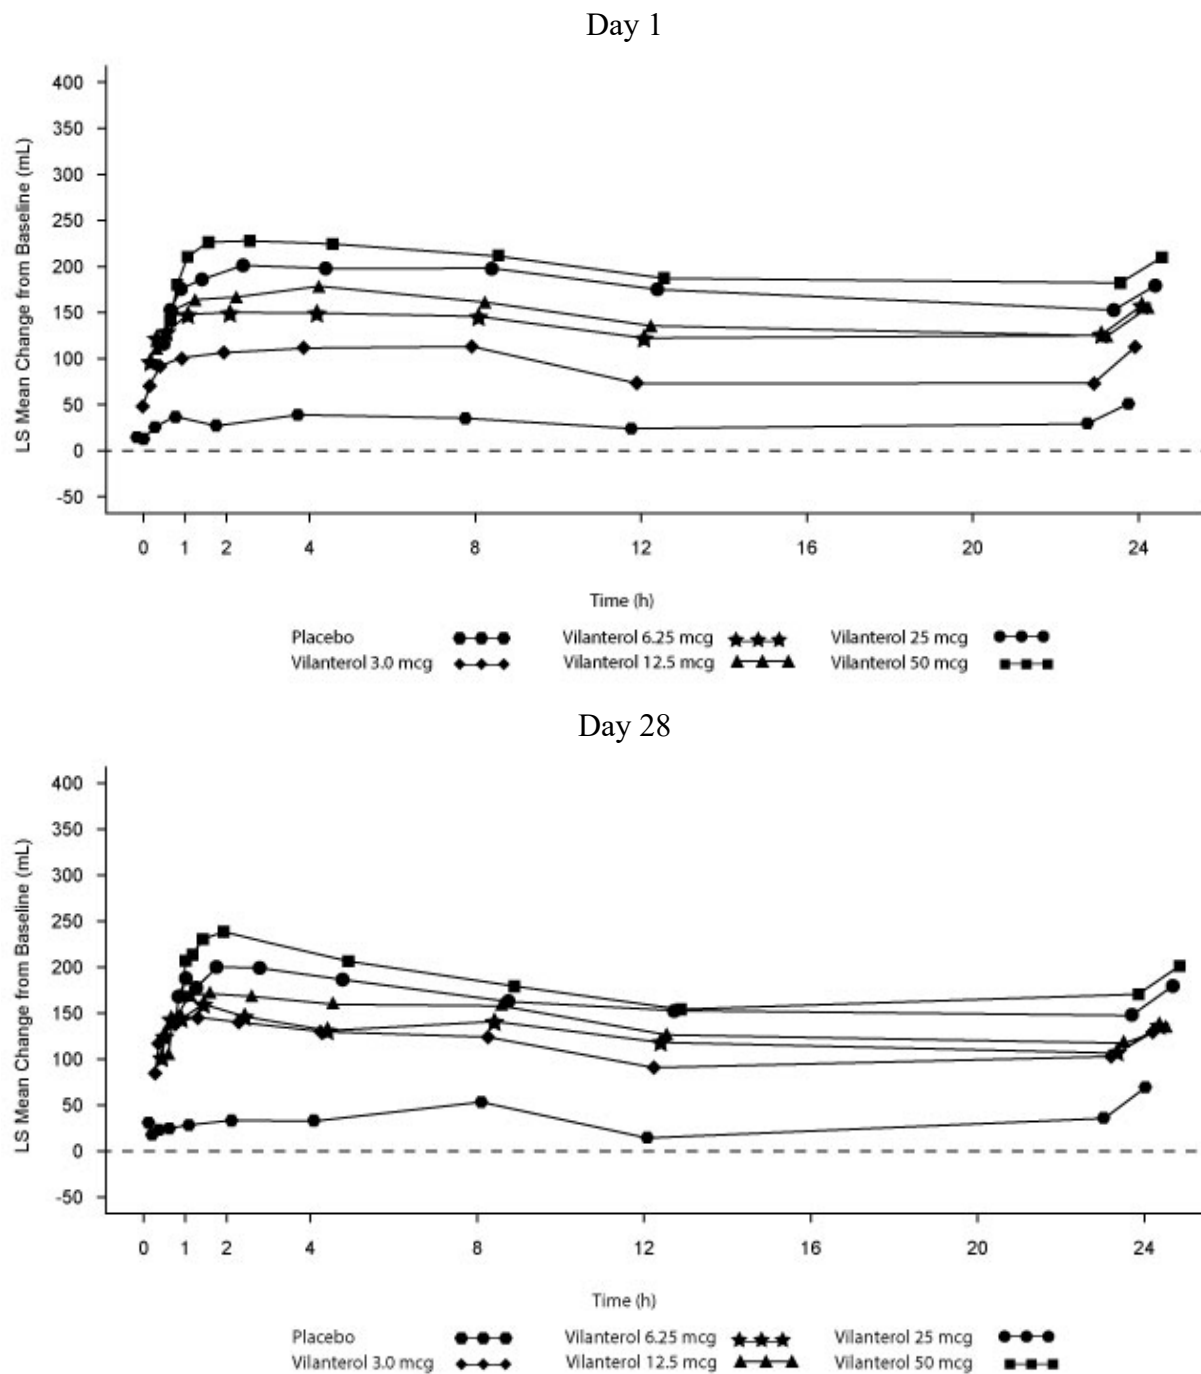 Day 1
LS Mean Change from Baseline (mL)
400
350
300
250
200
150
100
50
0
-50
0 1 2 4 8 12 16 20 24
Time (h)
Placebo Vilanterol 6.25 mcg Vilanterol 25 mcg
Vilanterol 3.0 mcg Vilanterol 12.5 mcg Vilanterol 50 mcg
Day 28
LS Mean Change from Baseline (mL)
400
350
300
250
200
150
100
50
0
-50
0 1 2 4 8 12 16 20 24
Time (h)
Placebo Vilanterol 6.25 mcg Vilanterol 25 mcg
Vilanterol 3.0 mcg Vilanterol 12.5 mcg Vilanterol 50 mcg